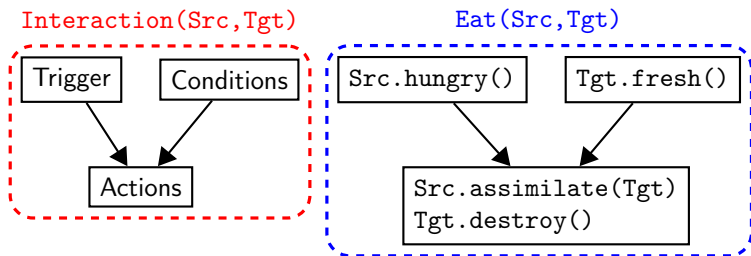 Interaction(Src,Tgt)
Trigger
Conditions
Actions
Eat(Src,Tgt)
Src.hungry()
Tgt.fresh()
Src.assimilate(Tgt)
Tgt.destroy()